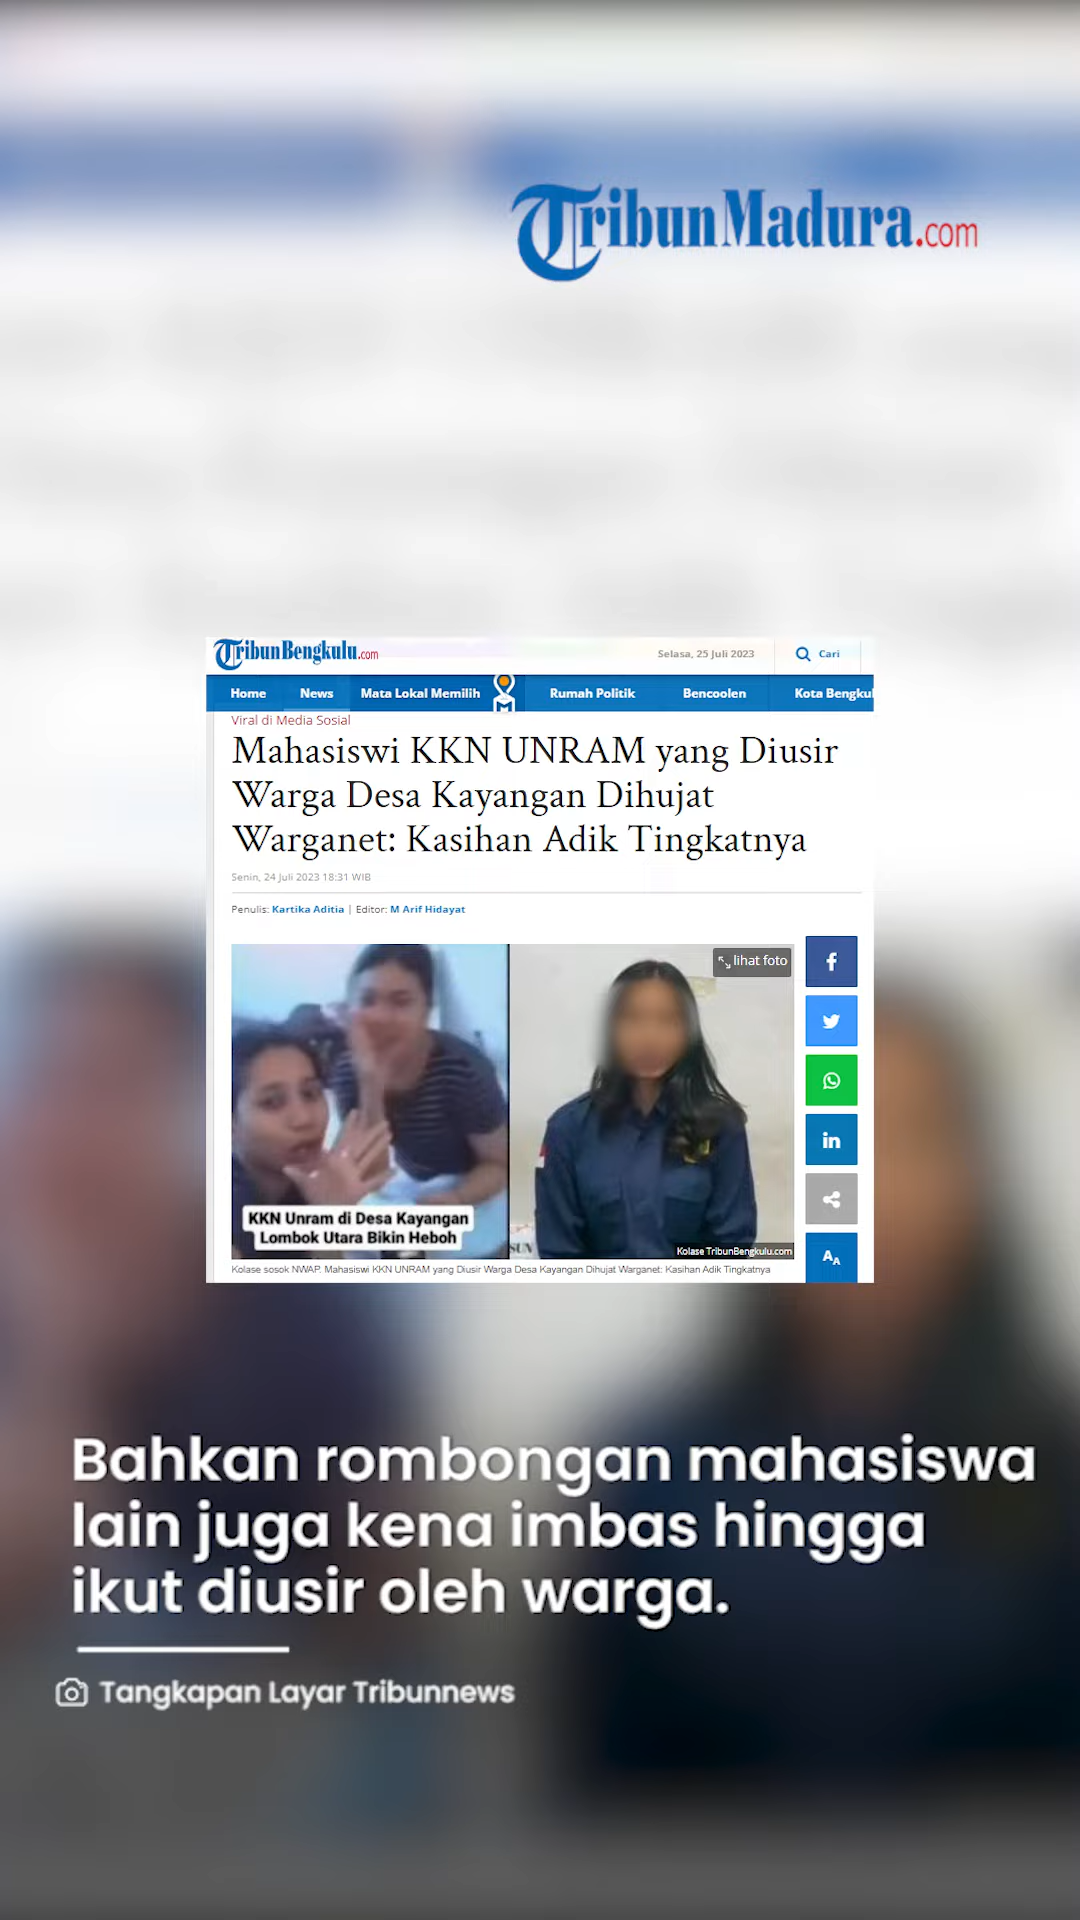 TribunMadura.com
TribunBengkulu.com
Selasa, 25 Juli 2023
Cari
Home News Mata Lokal Memilih Rumah Politik Bencoolen Kota Bengkul
Viral di Media Sosial
Mahasiswi KKN UNRAM yang Diusir
Warga Desa Kayangan Dihujat
Warganet: Kasihan Adik Tingkatnya
Senin, 24 Juli 2023 18:31 WIB
Penulis: Kartika Aditia | Editor: M Arif Hidayat
lihat foto
KKN Unram di Desa Kayangan
Lombok Utara Bikin Heboh
SUN
Kolase TribunBengkulu.com
Kolase sosok NWAP. Mahasiswi KKN UNRAM yang Diusir Warga Desa Kayangan Dihujat Warganet: Kasihan Adik Tingkatnya
AA
Bahkan rombongan mahasiswa
lain juga kena imbas hingga
ikut diusir oleh warga.
Tangkapan Layar Tribunnews